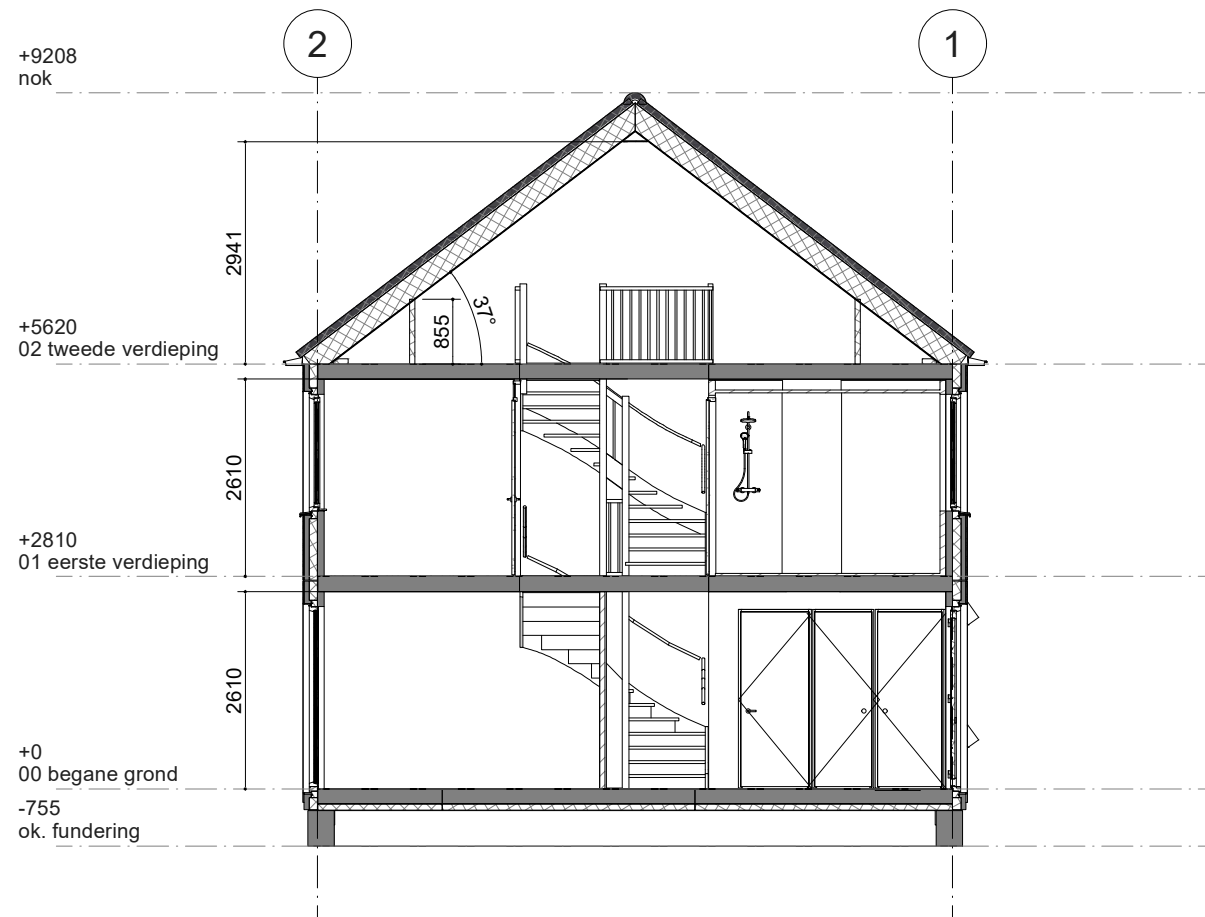 2
1
+9208
nok
2941
37°
855
+5620
02 tweede verdieping
2610
+2810
01 eerste verdieping
2610
+0
00 begane grond
-755
ok. fundering